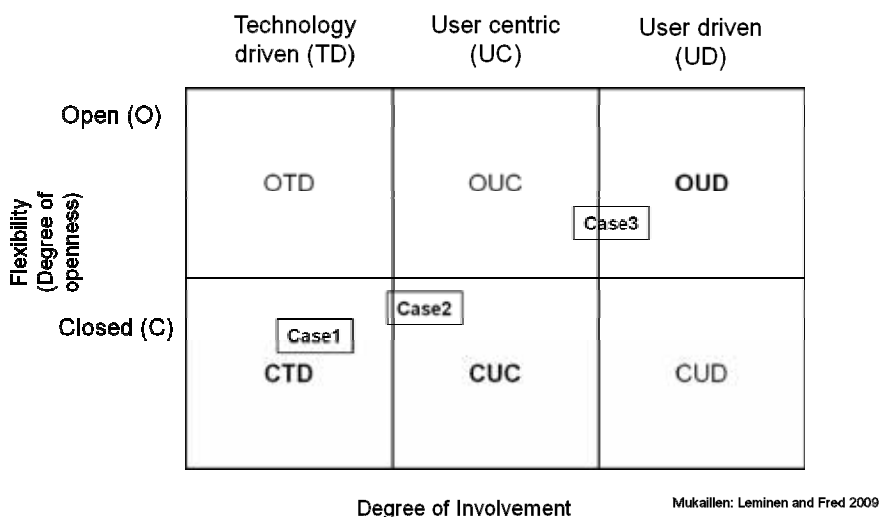 Technology
driven (TD)
User centric
(UC)
User driven
(UD)
Open (O)
Flexibility
(Degree of
openness)
OTD
OUC
OUD
Case3
Closed (C)
Case2
Case1
CTD
CUC
CUD
Degree of Involvement
Mukaillen: Leminen and Fred 2009